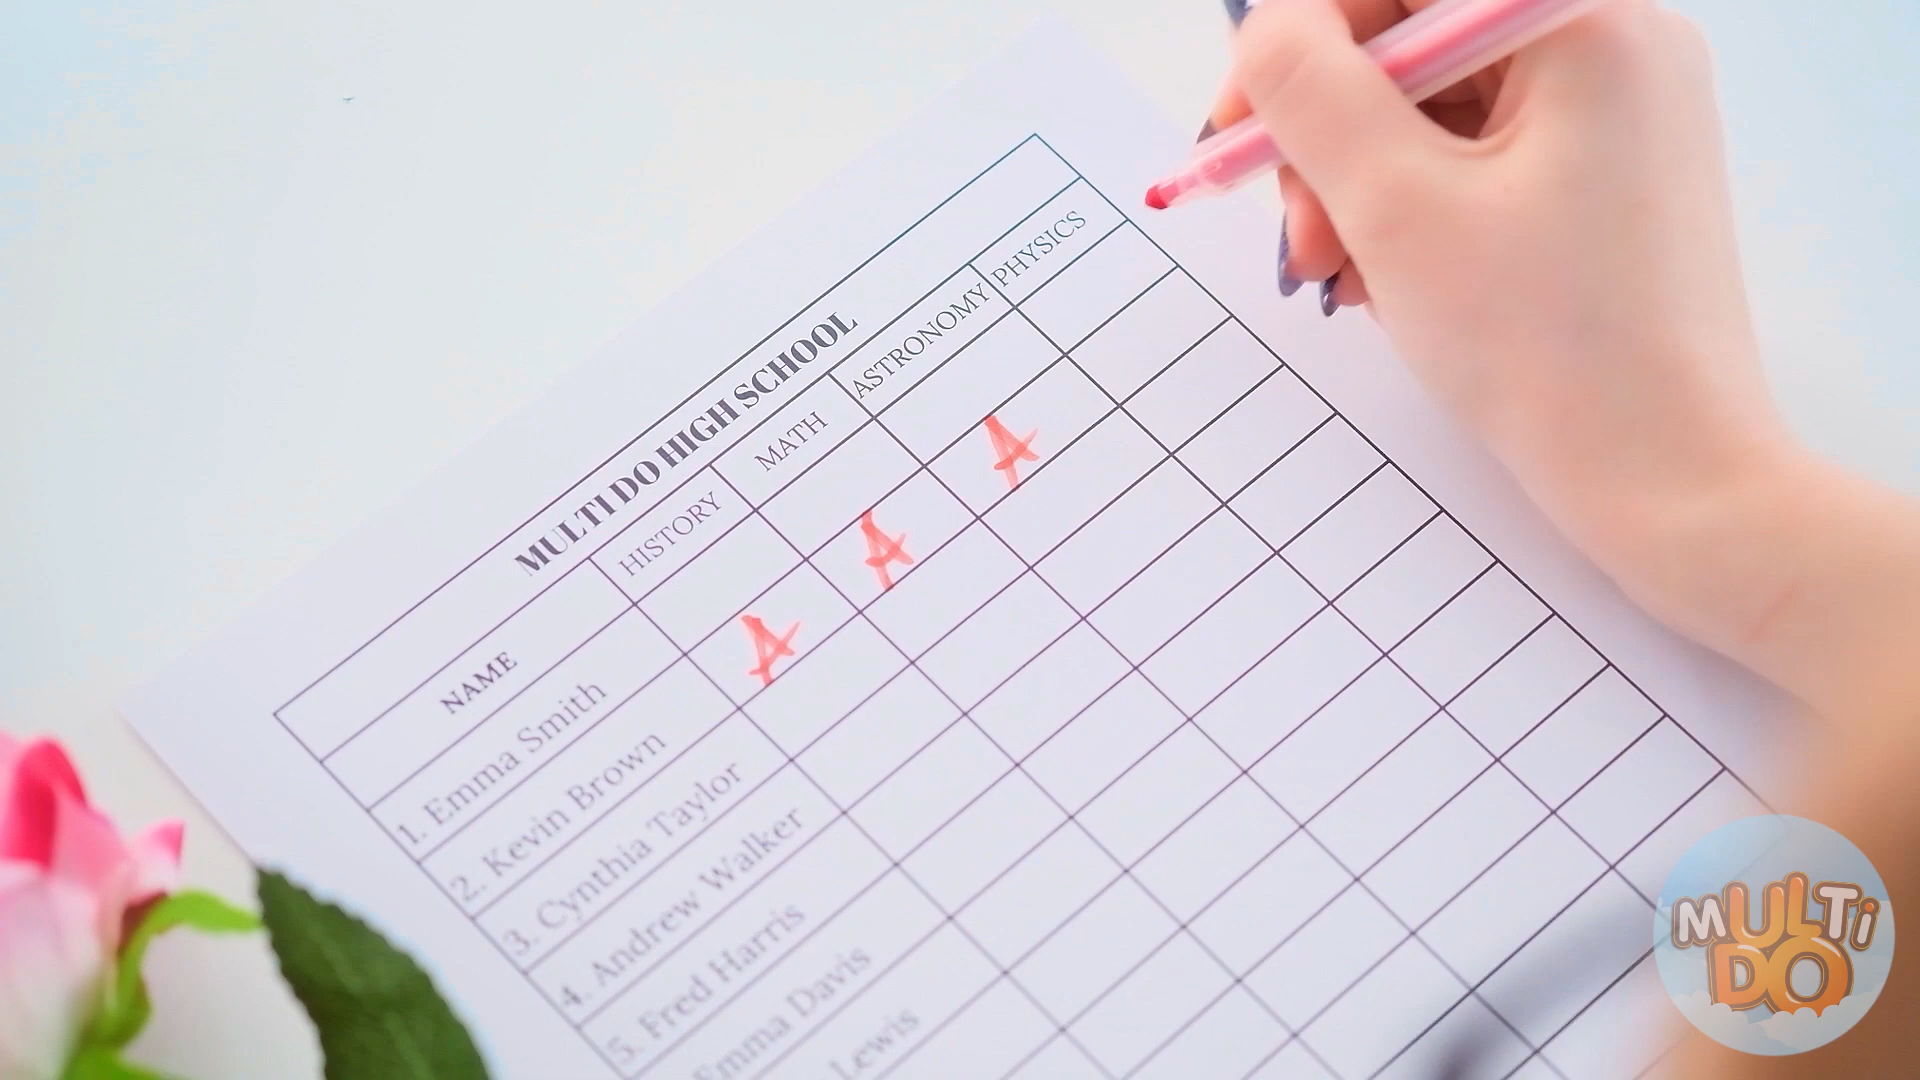 MULTI DO HIGH SCHOOL
NAME HISTORY MATH ASTRONOMY PHYSICS
1. Emma Smith
2. Kevin Brown A A A
3. Cynthia Taylor
4. Andrew Walker
5. Fred Harris
Emma Davis
Lewis
MULTi
DO